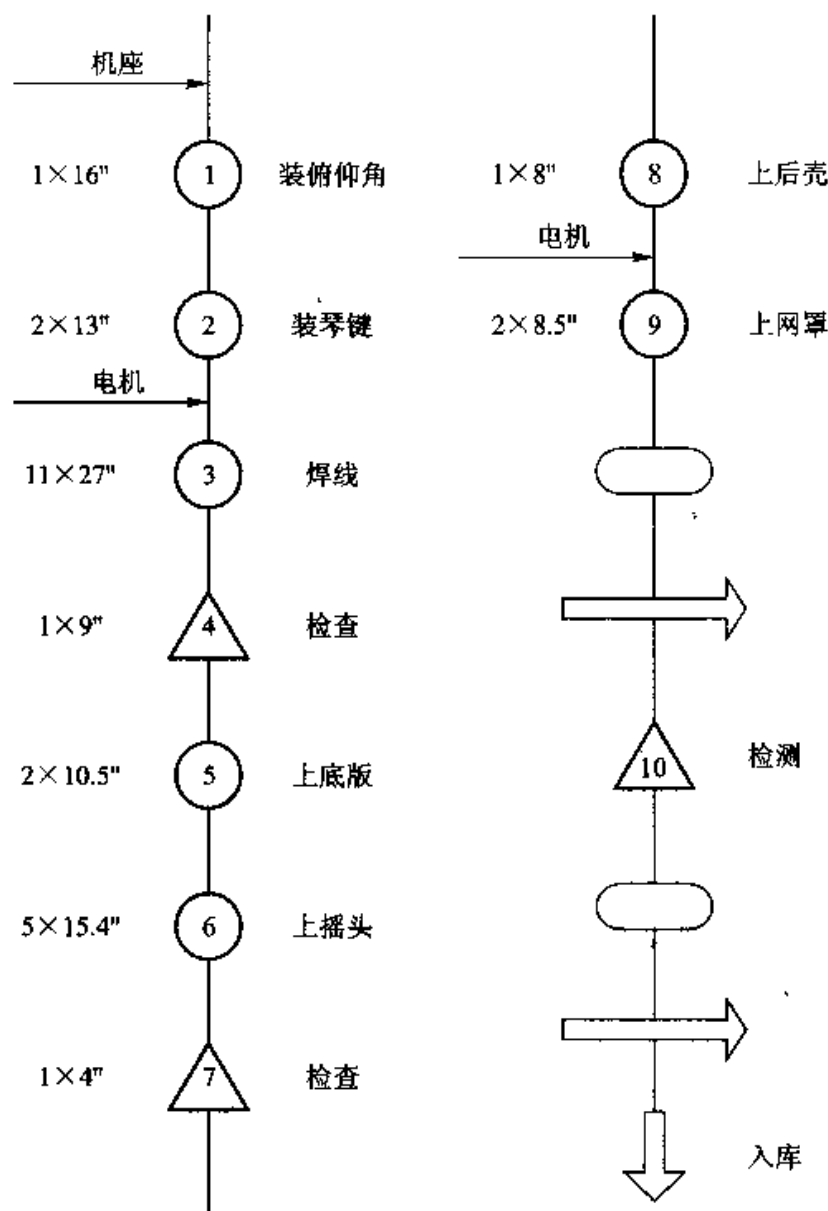 机座
1×16" 1 装俯仰角
2×13" 2 装琴键
电机
11×27" 3 焊线
1×9" 4 检查
2×10.5" 5 上底版
5×15.4" 6 上摇头
1×4" 7 检查
1×8" 8 上后壳
电机
2×8.5" 9 上网罩
10 检测
入库